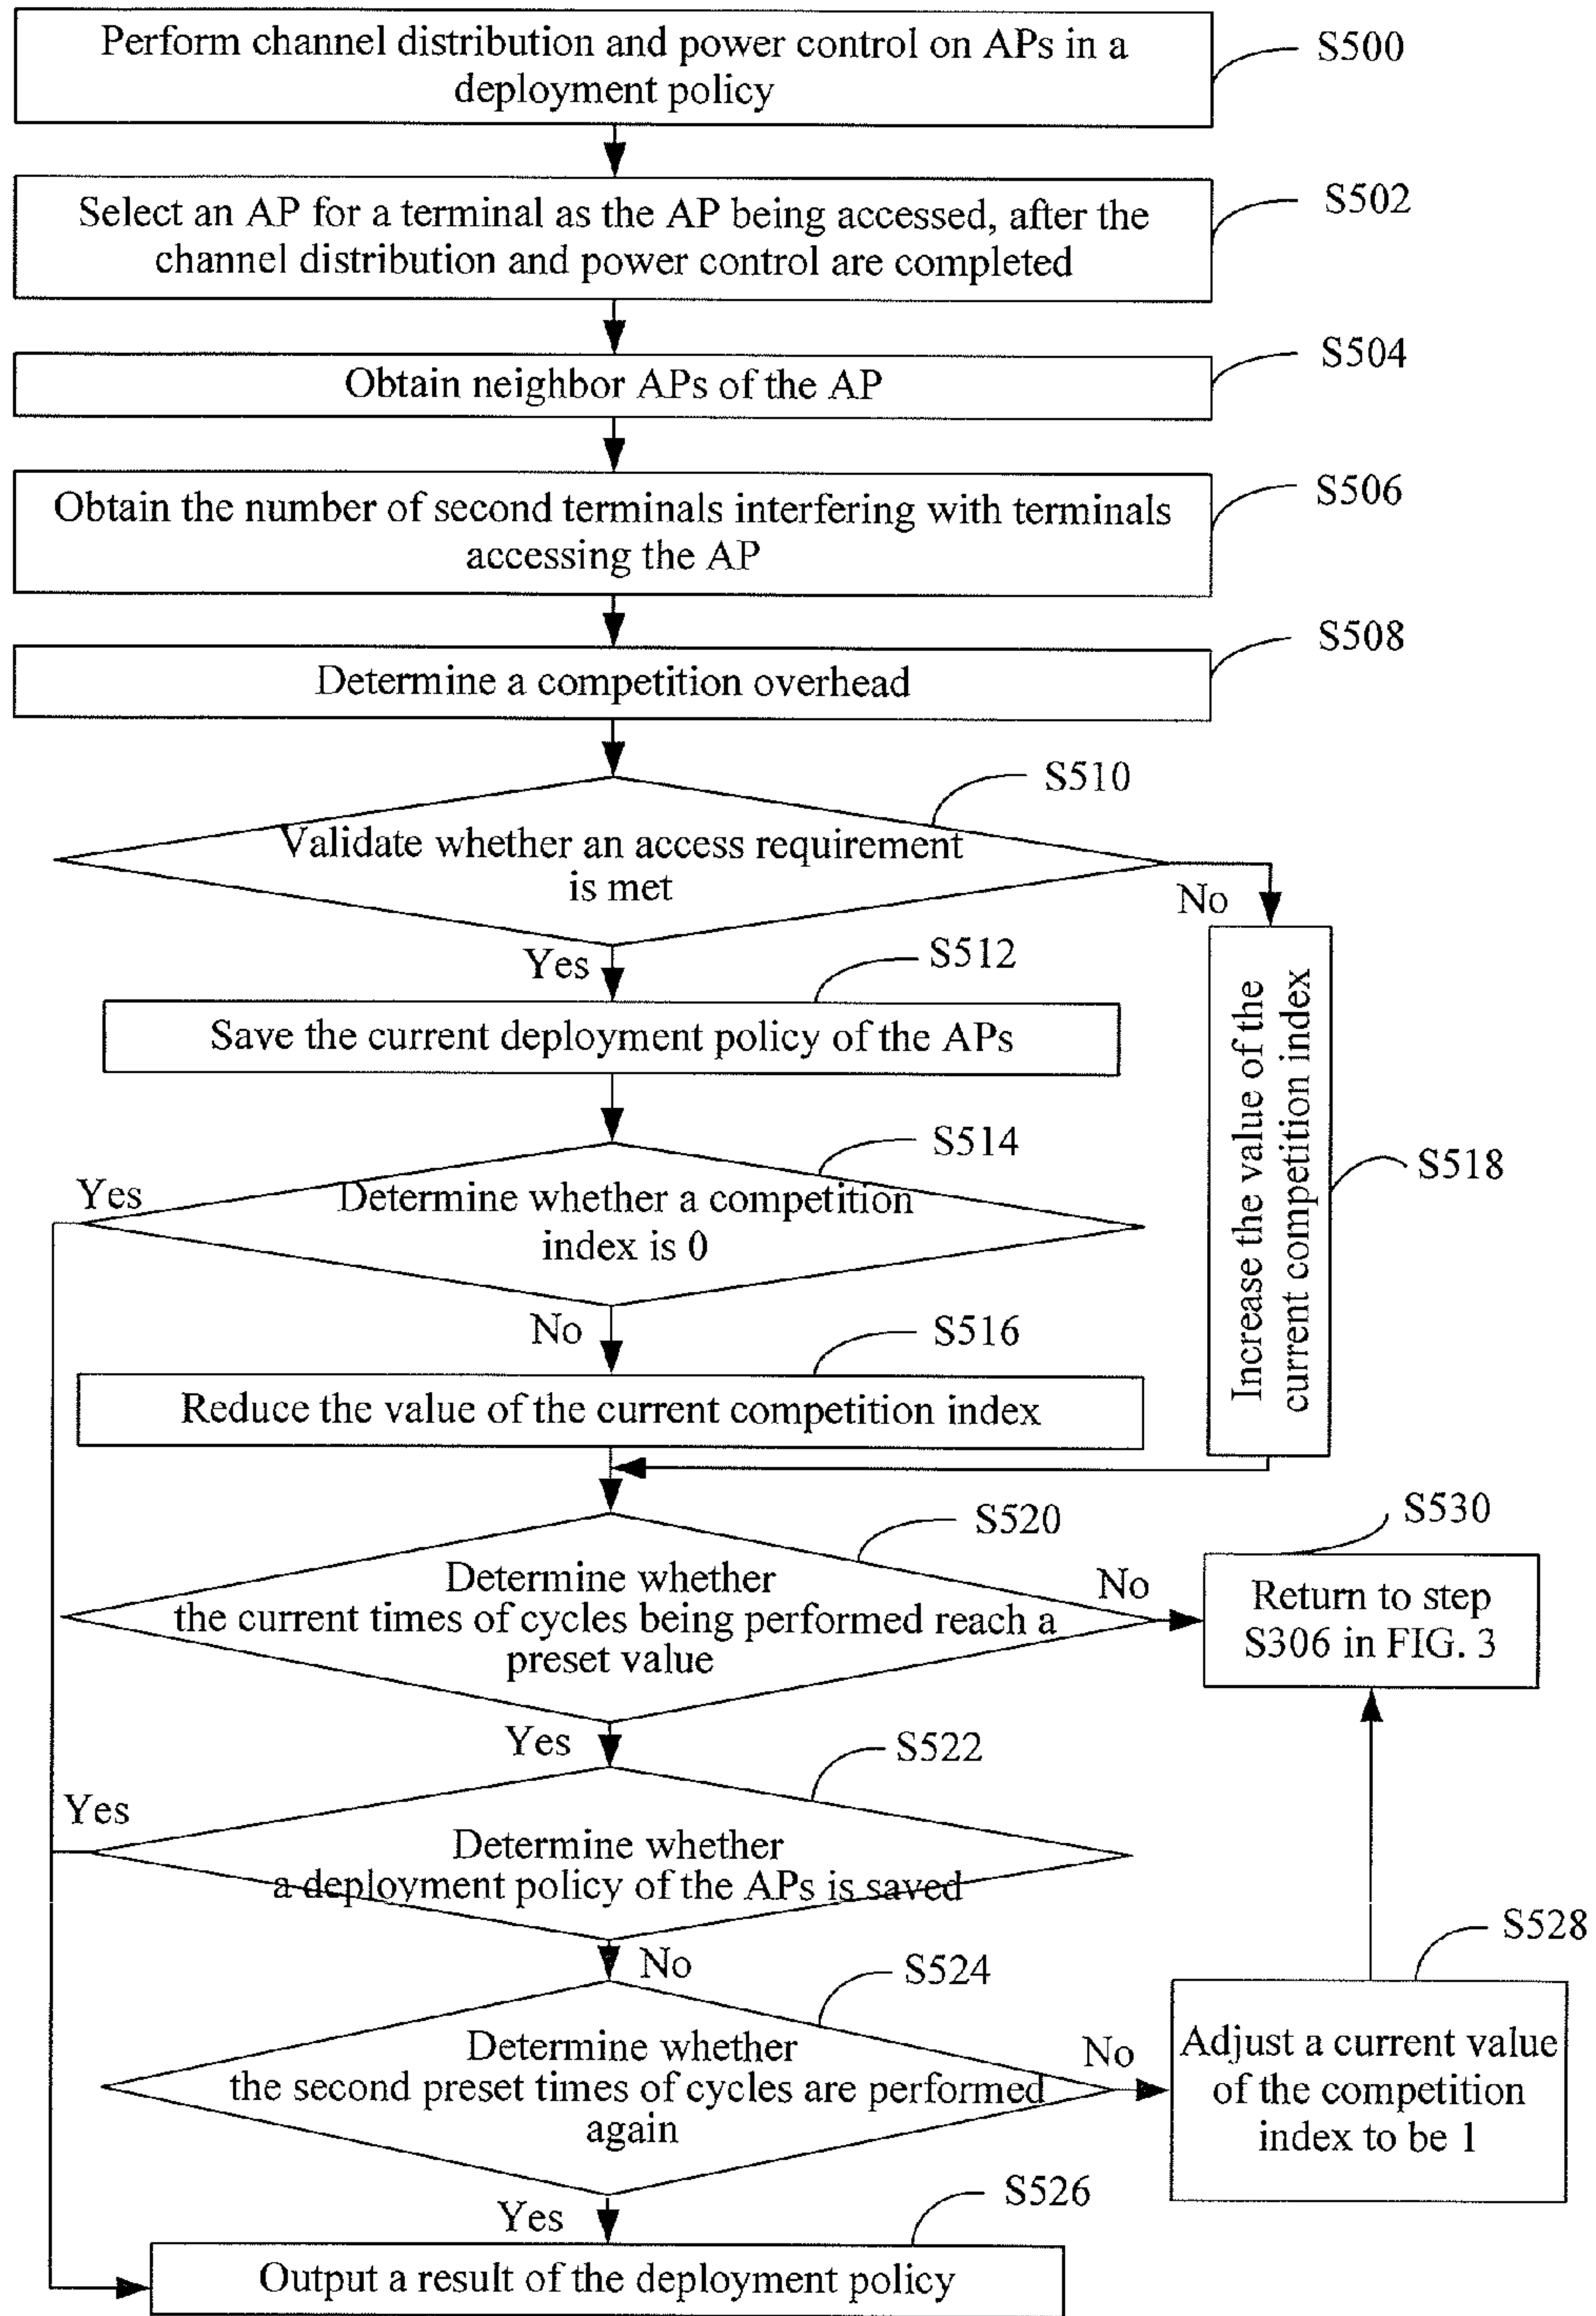 Perform channel distribution and power control on APs in a
deployment policy
S500
Select an AP for a terminal as the AP being accessed, after the
channel distribution and power control are completed
S502
Obtain neighbor APs of the AP
S504
Obtain the number of second terminals interfering with terminals
accessing the AP
S506
Determine a competition overhead
S508
Validate whether an access requirement
is met
S510
No
Yes
Save the current deployment policy of the APs
S512
Increase the value of the
current competition index
S518
Determine whether a competition
index is 0
S514
Yes
No
Reduce the value of the current competition index
S516
Determine whether
the current times of cycles being performed reach a
preset value
S520
No
Return to step
S306 in FIG. 3
S530
Yes
Determine whether
a deployment policy of the APs is saved
S522
Yes
No
Determine whether
the second preset times of cycles are performed
again
S524
No
Adjust a current value
of the competition
index to be 1
S528
Yes
Output a result of the deployment policy
S526